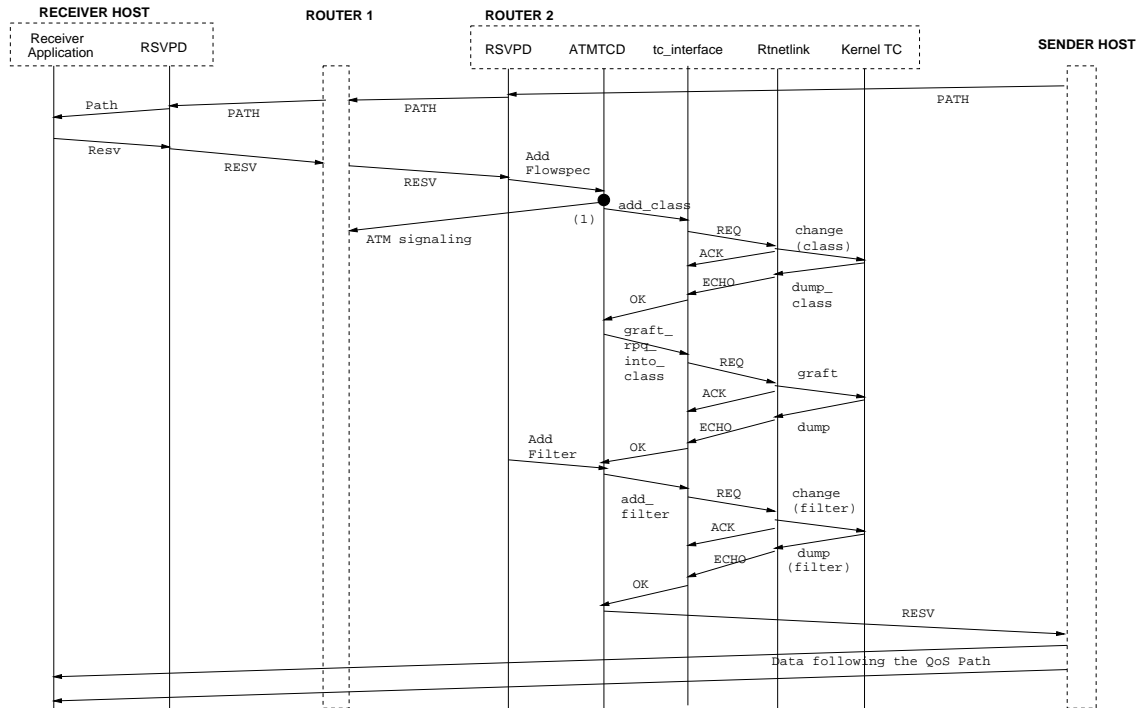 RECEIVER HOST
ROUTER 1
ROUTER 2
SENDER HOST
Receiver
Application
RSVPD
RSVPD
ATMTCD
tc_interface
Rtnetlink
Kernel TC
Path
PATH
PATH
PATH
Resv
RESV
RESV
Add
Flowspec
(1)
add_class
ATM signaling
REQ
change
(class)
ACK
ECHO
dump_
class
OK
graft_
rpq_
into_
class
REQ
graft
ACK
ECHO
dump
OK
Add
Filter
add_
filter
REQ
change
(filter)
ACK
ECHO
dump
(filter)
OK
RESV
Data following the QoS Path